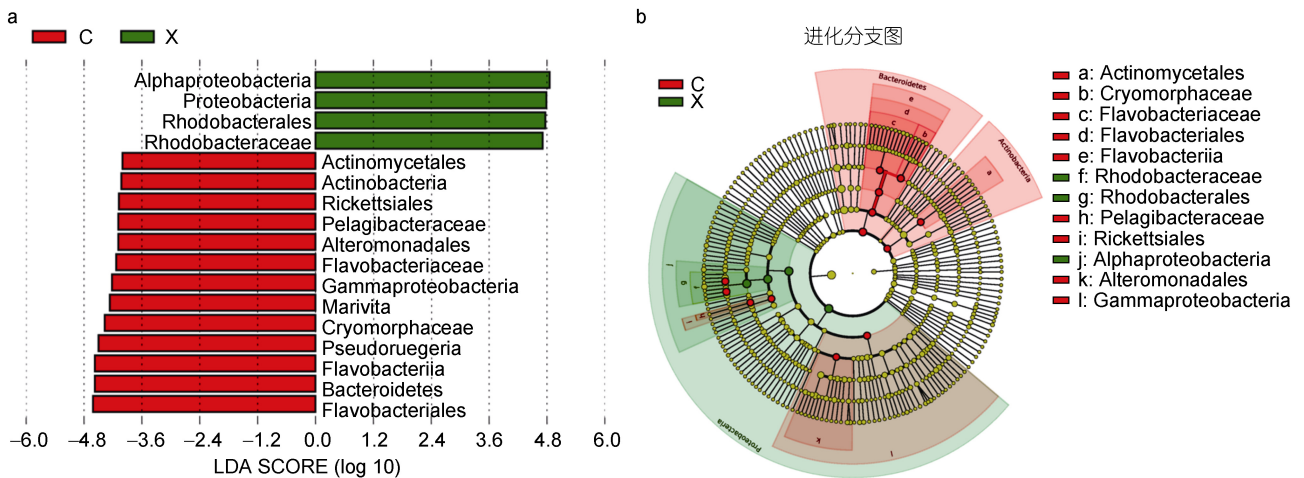 a
C X
Alphaproteobacteria
Proteobacteria
Rhodobacterales
Rhodobacteraceae
Actinomycetales
Actinobacteria
Rickettsiales
Pelagibacteraceae
Alteromonadales
Flavobacteriaceae
Gammaproteobacteria
Marivita
Cryomorphaceae
Pseudoruegeria
Flavobacteriia
Bacteroidetes
Flavobacteriales
−6.0 −4.8 −3.6 −2.4 −1.2 0.0 1.2 2.4 3.6 4.8 6.0
LDA SCORE (log 10)
b
进化分支图
C
X
Bacteroidetes
e
d
c b
Actinobacteria
a
j
g
f
i h
Proteobacteria
k
l
a: Actinomycetales
b: Cryomorphaceae
c: Flavobacteriaceae
d: Flavobacteriales
e: Flavobacteriia
f: Rhodobacteraceae
g: Rhodobacterales
h: Pelagibacteraceae
i: Rickettsiales
j: Alphaproteobacteria
k: Alteromonadales
l: Gammaproteobacteria